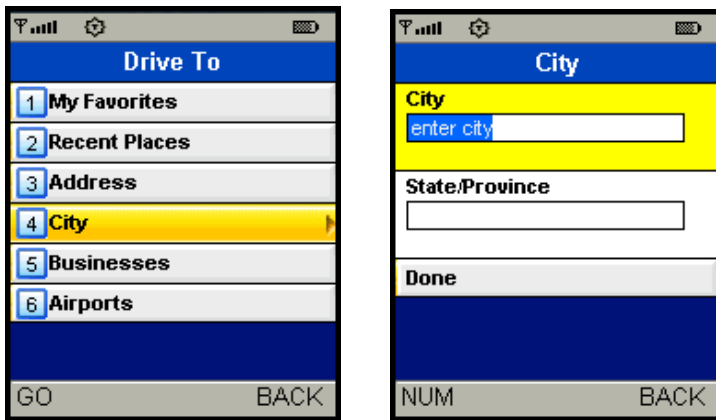 Drive To
1 My Favorites
2 Recent Places
3 Address
4 City
5 Businesses
6 Airports
GO BACK
City
City
enter city
State/Province
Done
NUM BACK